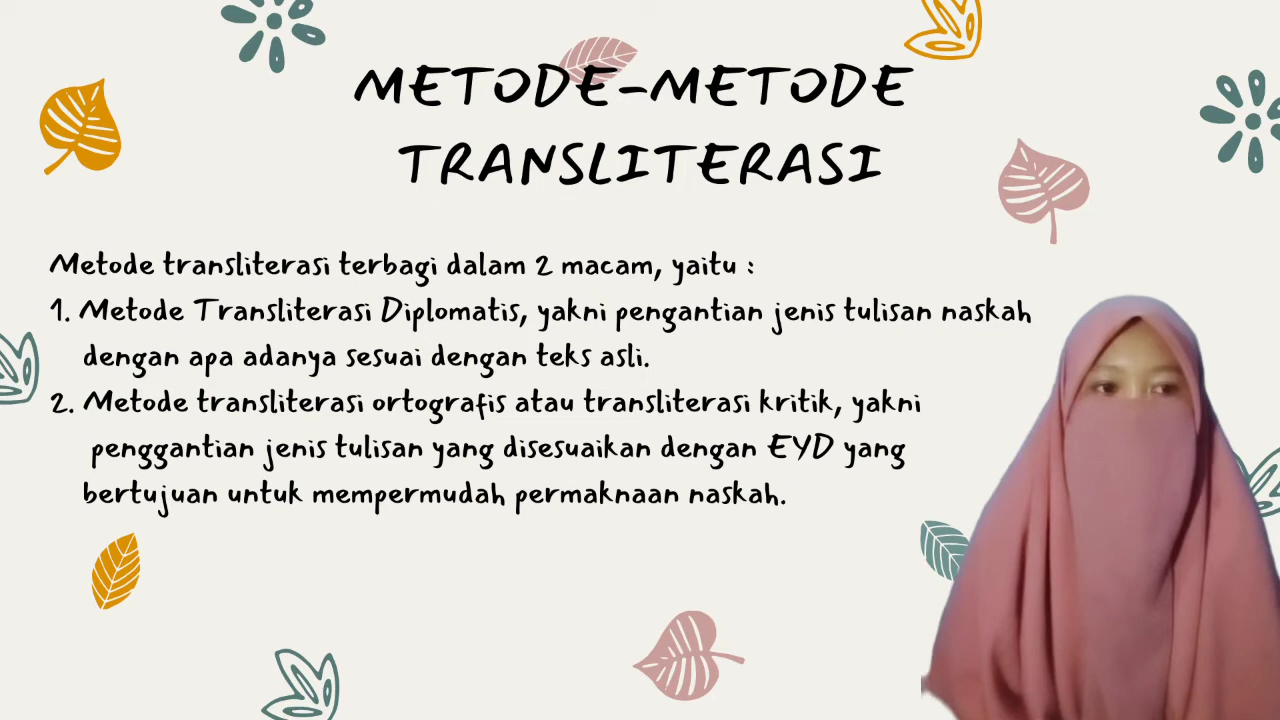 METODE-METODE
TRANSLITERASI
Metode transliterasi terbagi dalam 2 macam, yaitu :
1. Metode Transliterasi Diplomatis, yakni pengantian jenis tulisan naskah
dengan apa adanya sesuai dengan teks asli.
2. Metode transliterasi ortografis atau transliterasi kritik, yakni
penggantian jenis tulisan yang disesuaikan dengan EYD yang
bertujuan untuk mempermudah permaknaan naskah.